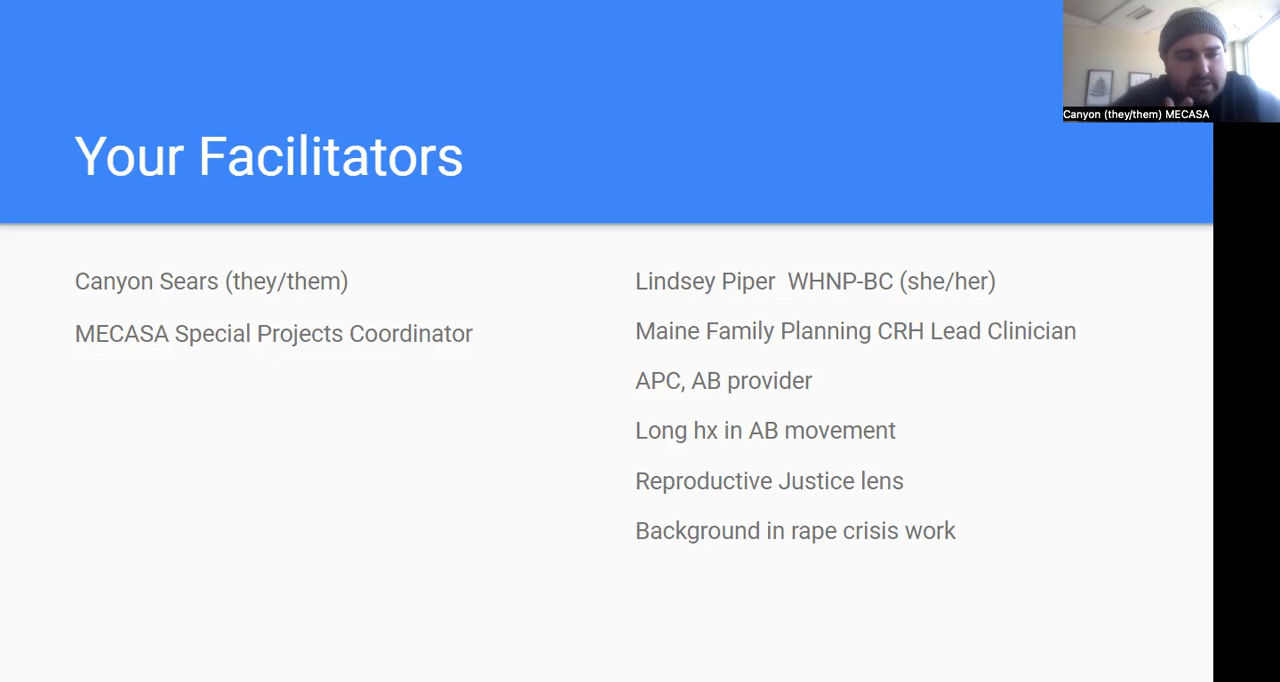 Canyon (they/them) MECASA
Your Facilitators
Canyon Sears (they/them)
MECASA Special Projects Coordinator
Lindsey Piper  WHNP-BC (she/her)
Maine Family Planning CRH Lead Clinician
APC, AB provider
Long hx in AB movement
Reproductive Justice lens
Background in rape crisis work